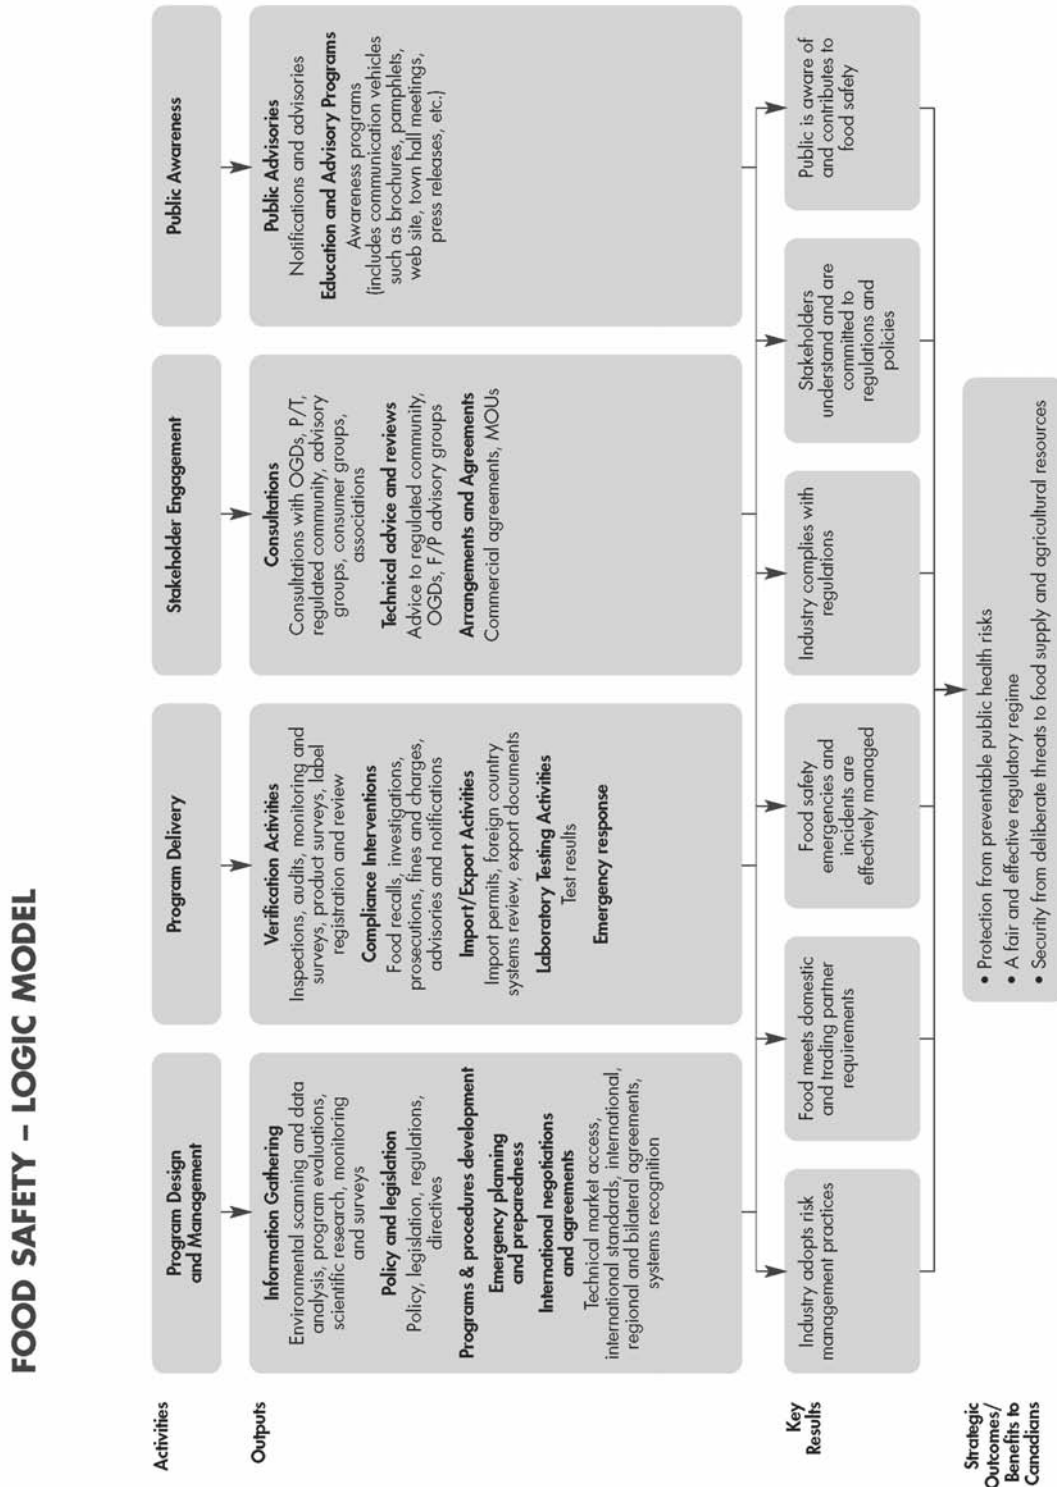 FOOD SAFETY – LOGIC MODEL
Activities
Program Design
and Management
Program Delivery
Stakeholder Engagement
Public Awareness
Outputs
Information Gathering
Environmental scanning and data
analysis, program evaluations,
scientific research, monitoring
and surveys
Policy and legislation
Policy, legislation, regulations,
directives
Programs & procedures development
Emergency planning
and preparedness
International negotiations
and agreements
Technical market access,
international standards, international,
regional and bilateral agreements,
systems recognition
Verification Activities
Inspections, audits, monitoring and
surveys, product surveys, label
registration and review
Compliance Interventions
Food recalls, investigations,
prosecutions, fines and charges,
advisories and notifications
Import/Export Activities
Import permits, foreign country
systems review, export documents
Laboratory Testing Activities
Test results
Emergency response
Consultations
Consultations with OGDs, P/T,
regulated community, advisory
groups, consumer groups,
associations
Technical advice and reviews
Advice to regulated community,
OGDs, F/P advisory groups
Arrangements and Agreements
Commercial agreements, MOUs
Public Advisories
Notifications and advisories
Education and Advisory Programs
Awareness programs
(includes communication vehicles
such as brochures, pamphlets,
web site, town hall meetings,
press releases, etc.)
Key
Results
Industry adopts risk
management practices
Food meets domestic
and trading partner
requirements
Food safety
emergencies and
incidents are
effectively managed
Industry complies with
regulations
Stakeholders
understand and are
committed to
regulations and
policies
Public is aware of
and contributes to
food safety
Strategic
Outcomes/
Benefits to
Canadians
• Protection from preventable public health risks
• A fair and effective regulatory regime
• Security from deliberate threats to food supply and agricultural resources